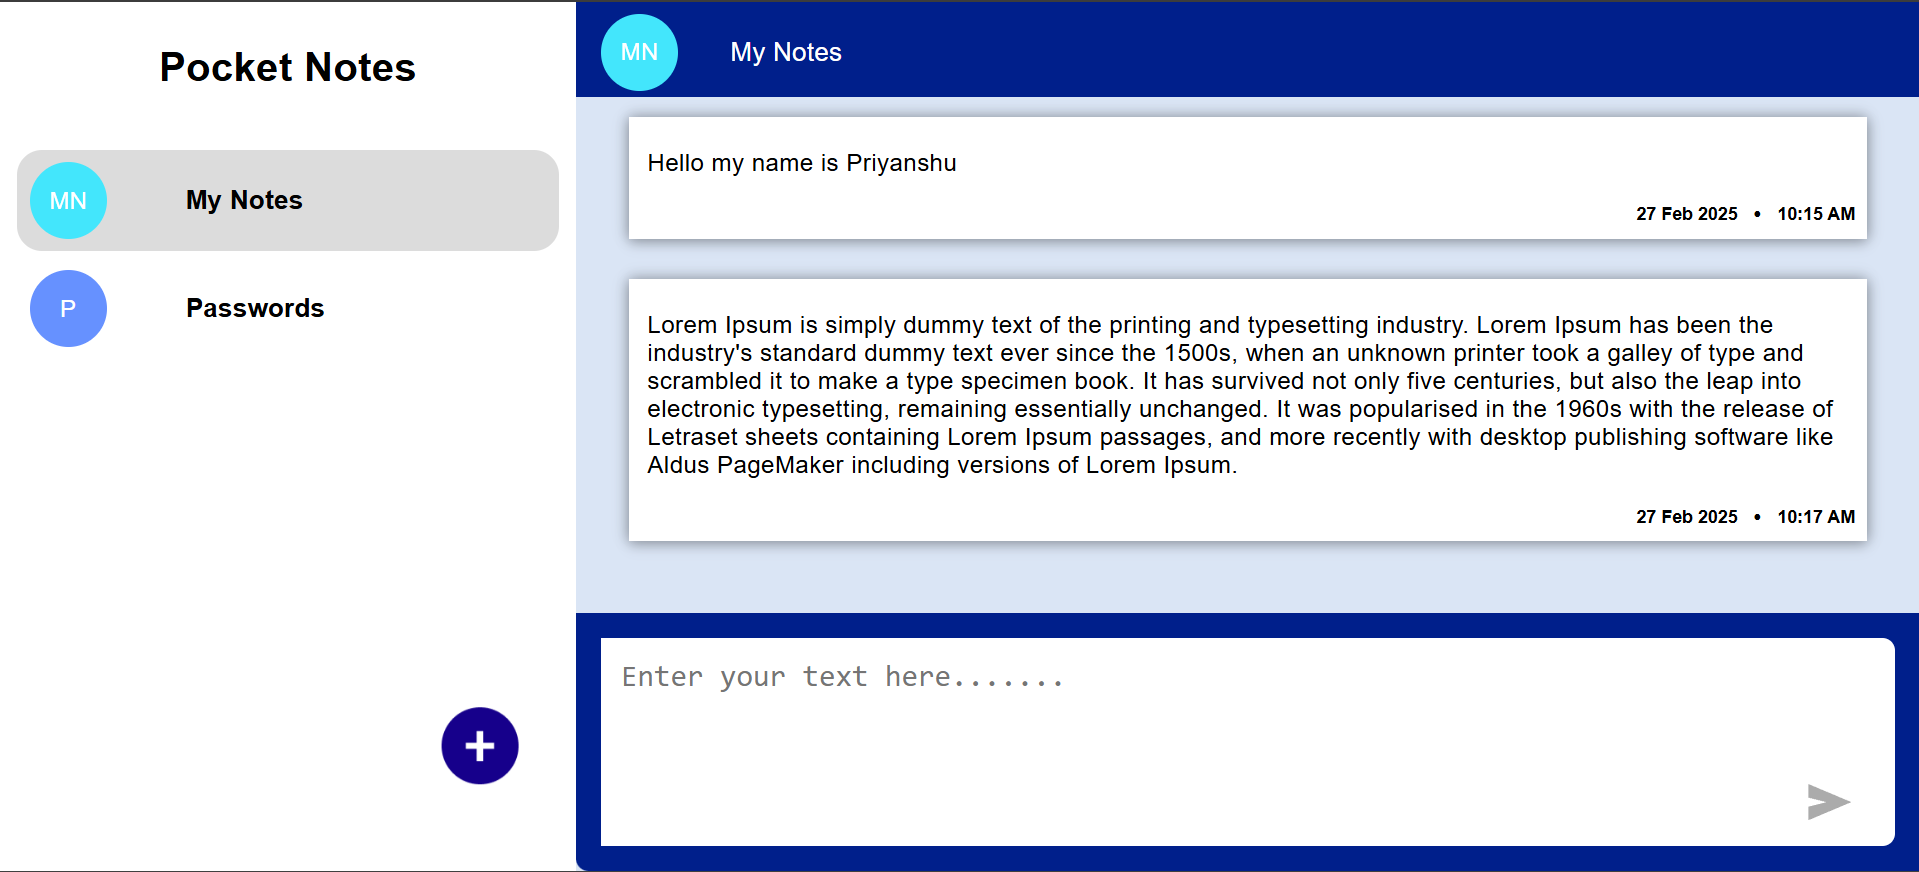 Pocket Notes
MN
My Notes
P
Passwords
MN
My Notes
Hello my name is Priyanshu
27 Feb 2025 • 10:15 AM
Lorem Ipsum is simply dummy text of the printing and typesetting industry. Lorem Ipsum has been the
industry's standard dummy text ever since the 1500s, when an unknown printer took a galley of type and
scrambled it to make a type specimen book. It has survived not only five centuries, but also the leap into
electronic typesetting, remaining essentially unchanged. It was popularised in the 1960s with the release of
Letraset sheets containing Lorem Ipsum passages, and more recently with desktop publishing software like
Aldus PageMaker including versions of Lorem Ipsum.
27 Feb 2025 • 10:17 AM
Enter your text here.......